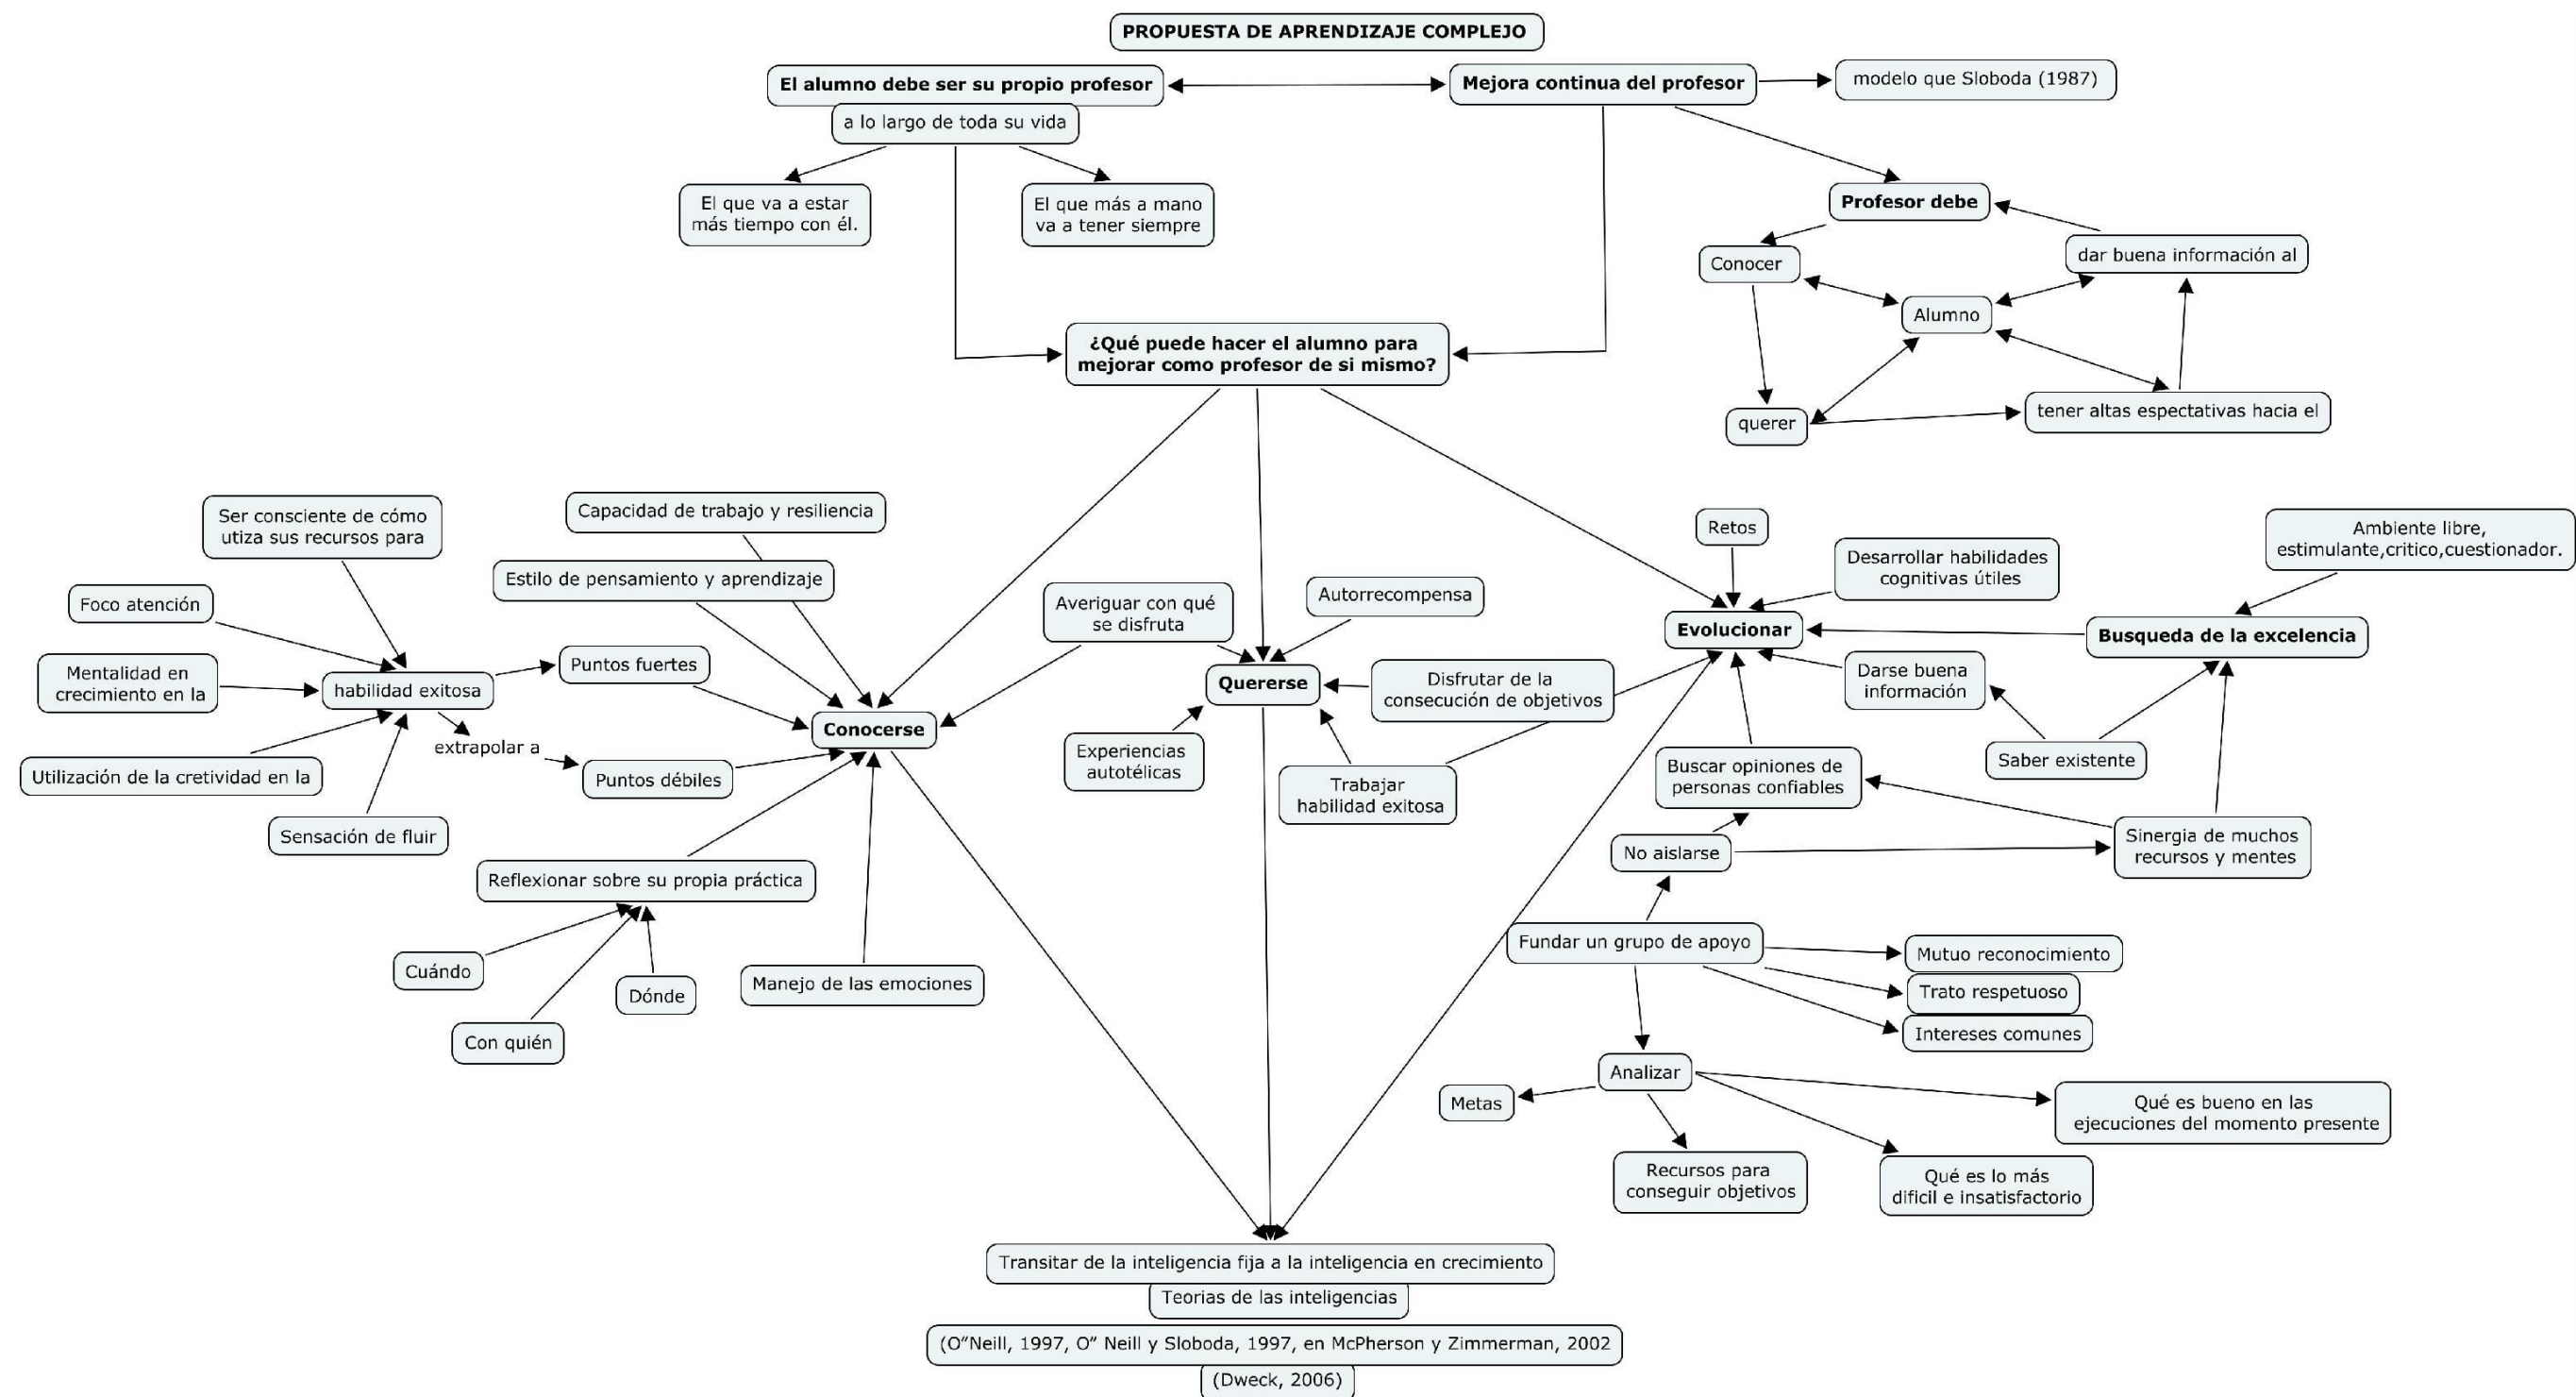 PROPUESTA DE APRENDIZAJE COMPLEJO
El alumno debe ser su propio profesor
Mejora continua del profesor
modelo que Sloboda (1987)
a lo largo de toda su vida
El que va a estar
más tiempo con él.
El que más a mano
va a tener siempre
Profesor debe
Conocer
dar buena información al
Alumno
querer
tener altas espectativas hacia el
¿Qué puede hacer el alumno para
mejorar como profesor de si mismo?
Ser consciente de cómo
utiza sus recursos para
Foco atención
Mentalidad en
crecimiento en la
habilidad exitosa
Utilización de la cretividad en la
Sensación de fluir
extrapolar a
Puntos fuertes
Puntos débiles
Capacidad de trabajo y resiliencia
Estilo de pensamiento y aprendizaje
Conocerse
Reflexionar sobre su propia práctica
Cuándo
Con quién
Dónde
Manejo de las emociones
Averiguar con qué
se disfruta
Autorrecompensa
Quererse
Disfrutar de la
consecución de objetivos
Experiencias
autotélicas
Trabajar
habilidad exitosa
Retos
Desarrollar habilidades
cognitivas útiles
Evolucionar
Ambiente libre,
estimulante,critico,cuestionador.
Busqueda de la excelencia
Darse buena
información
Saber existente
Buscar opiniones de
personas confiables
No aislarse
Sinergia de muchos
recursos y mentes
Fundar un grupo de apoyo
Mutuo reconocimiento
Trato respetuoso
Intereses comunes
Analizar
Metas
Recursos para
conseguir objetivos
Qué es lo más
dificil e insatisfactorio
Qué es bueno en las
ejecuciones del momento presente
Transitar de la inteligencia fija a la inteligencia en crecimiento
Teorias de las inteligencias
(O”Neill, 1997, O” Neill y Sloboda, 1997, en McPherson y Zimmerman, 2002
(Dweck, 2006)